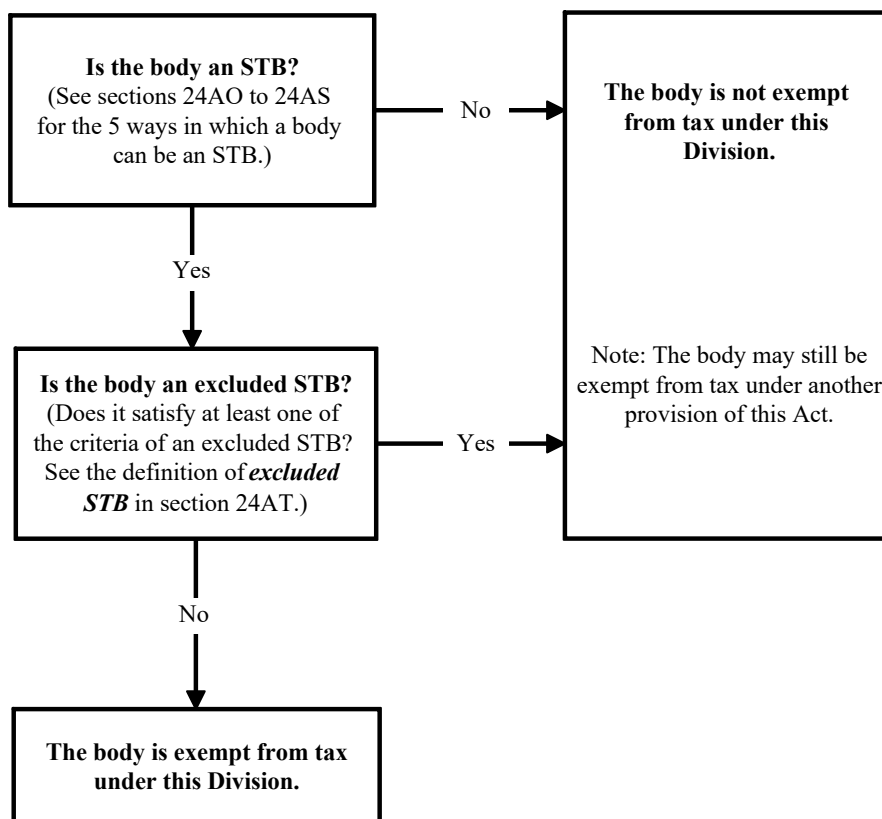 Is the body an STB?
(See sections 24AO to 24AS
for the 5 ways in which a body
can be an STB.)
No
The body is not exempt
from tax under this
Division.
Note: The body may still be
exempt from tax under another
provision of this Act.
Yes
Is the body an excluded STB?
(Does it satisfy at least one of
the criteria of an excluded STB?
See the definition of excluded
STB in section 24AT.)
Yes
No
The body is exempt from tax
under this Division.